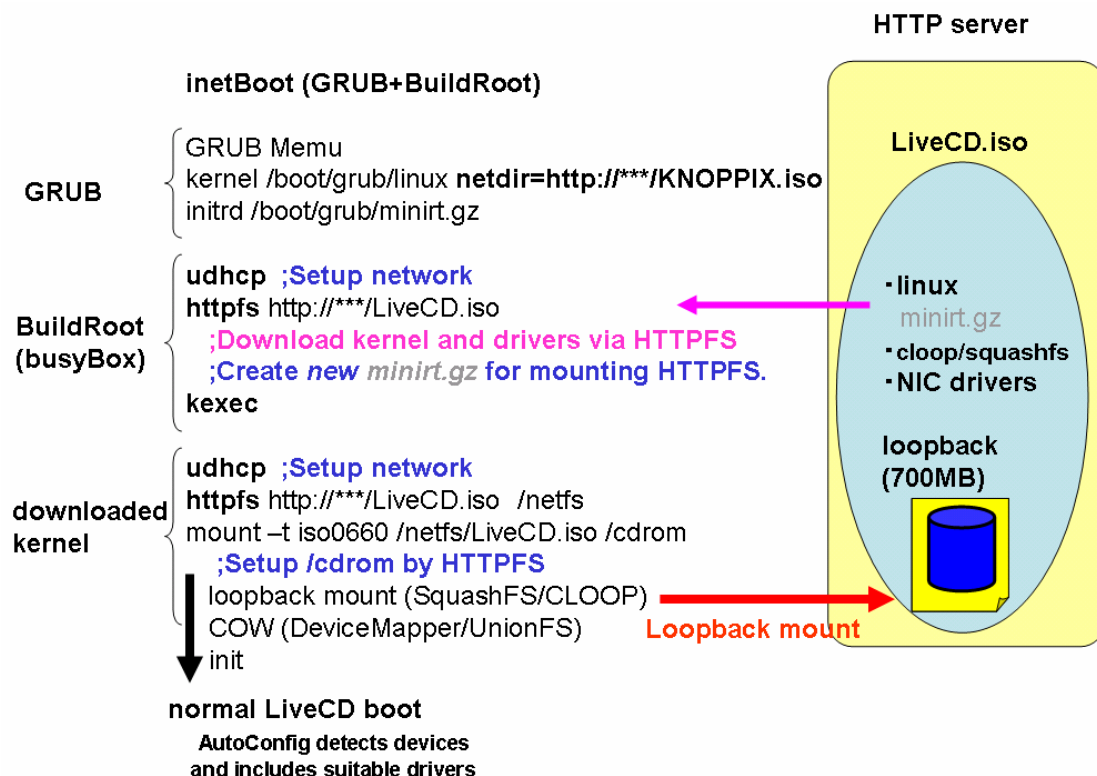 HTTP server
inetBoot (GRUB+BuildRoot)
GRUB
GRUB Memu
kernel /boot/grub/linux netdir=http://***/KNOPPIX.iso
initrd /boot/grub/minirt.gz
BuildRoot
(busyBox)
udhcp ;Setup network
httpfs http://***/LiveCD.iso
;Download kernel and drivers via HTTPFS
;Create new minirt.gz for mounting HTTPFS.
kexec
downloaded
kernel
udhcp ;Setup network
httpfs http://***/LiveCD.iso /netfs
mount –t iso0660 /netfs/LiveCD.iso /cdrom
;Setup /cdrom by HTTPFS
loopback mount (SquashFS/CLOOP)
COW (DeviceMapper/UnionFS)
init
Loopback mount
normal LiveCD boot
AutoConfig detects devices
and includes suitable drivers
LiveCD.iso
・linux
minirt.gz
・cloop/squashfs
・NIC drivers
loopback
(700MB)